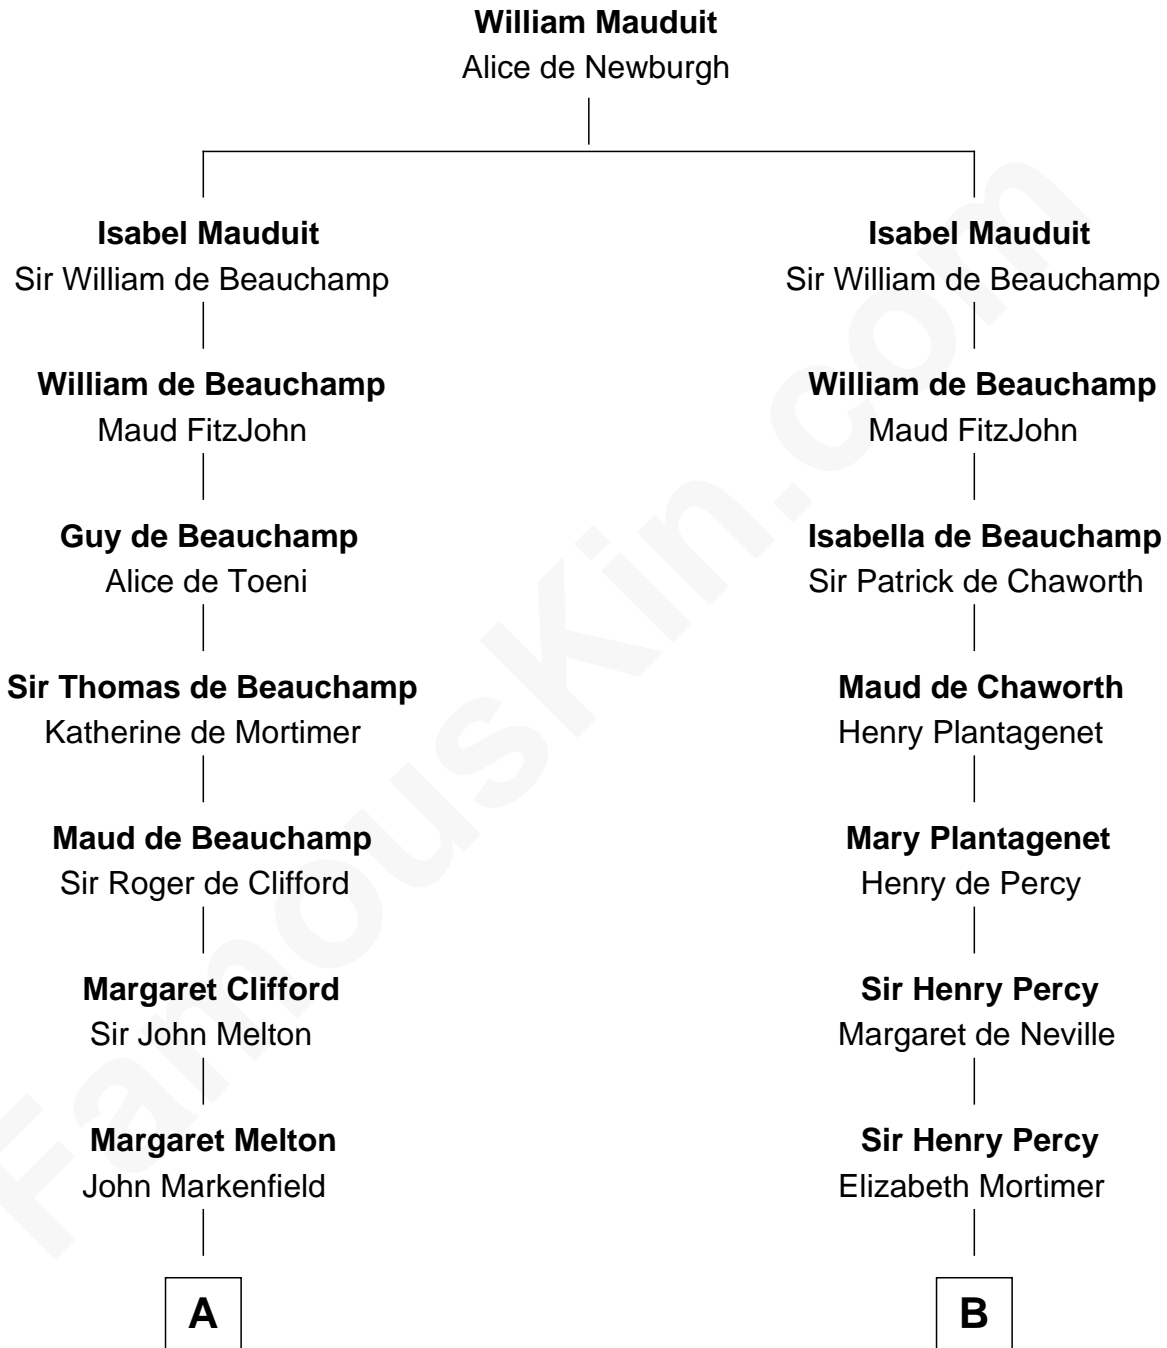 William Mauduit
Alice de Newburgh
Isabel Mauduit
Sir William de Beauchamp
Isabel Mauduit
Sir William de Beauchamp
William de Beauchamp
Maud FitzJohn
William de Beauchamp
Maud FitzJohn
Guy de Beauchamp
Alice de Toeni
Isabella de Beauchamp
Sir Patrick de Chaworth
Sir Thomas de Beauchamp
Katherine de Mortimer
Maud de Chaworth
Henry Plantagenet
Maud de Beauchamp
Sir Roger de Clifford
Mary Plantagenet
Henry de Percy
Margaret Clifford
Sir John Melton
Sir Henry Percy
Margaret de Neville
Margaret Melton
John Markenfield
Sir Henry Percy
Elizabeth Mortimer
A
B
FamousKin.com